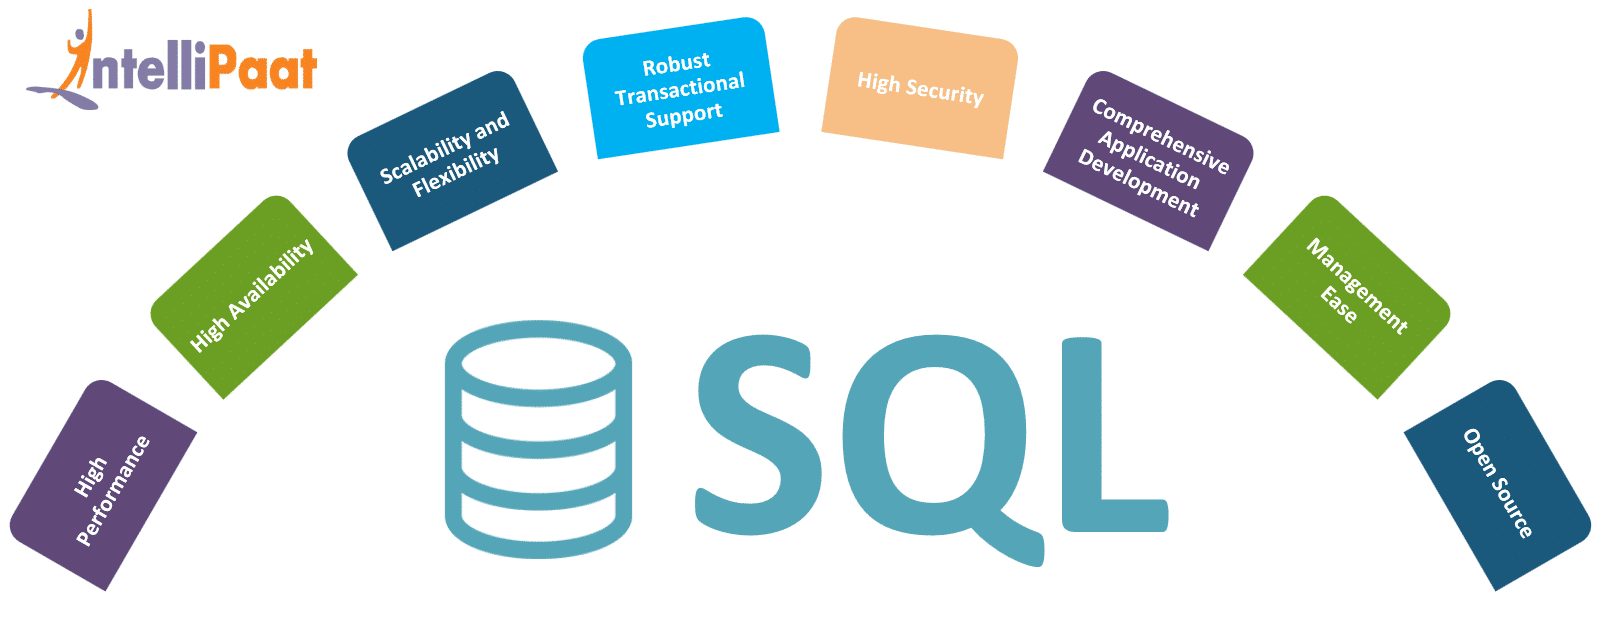 IntelliPaat
High
Performance
High Availability
Scalability and
Flexibility
Robust
Transactional
Support
High Security
Comprehensive
Application
Development
Management
Ease
Open Source
SQL